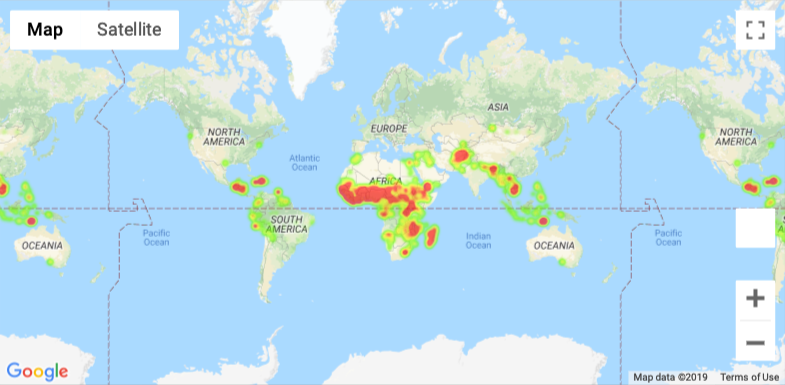 Map Satellite
ASIA
NORTH
AMERICA
EUROPE
NORTH
AMERICA
Atlantic
Ocean
AFRICA
SOUTH
AMERICA
Pacific
Ocean
Indian
Ocean
Pacific
Ocean
OCEANIA
OCEANIA
Google
Map data ©2019 Terms of Use